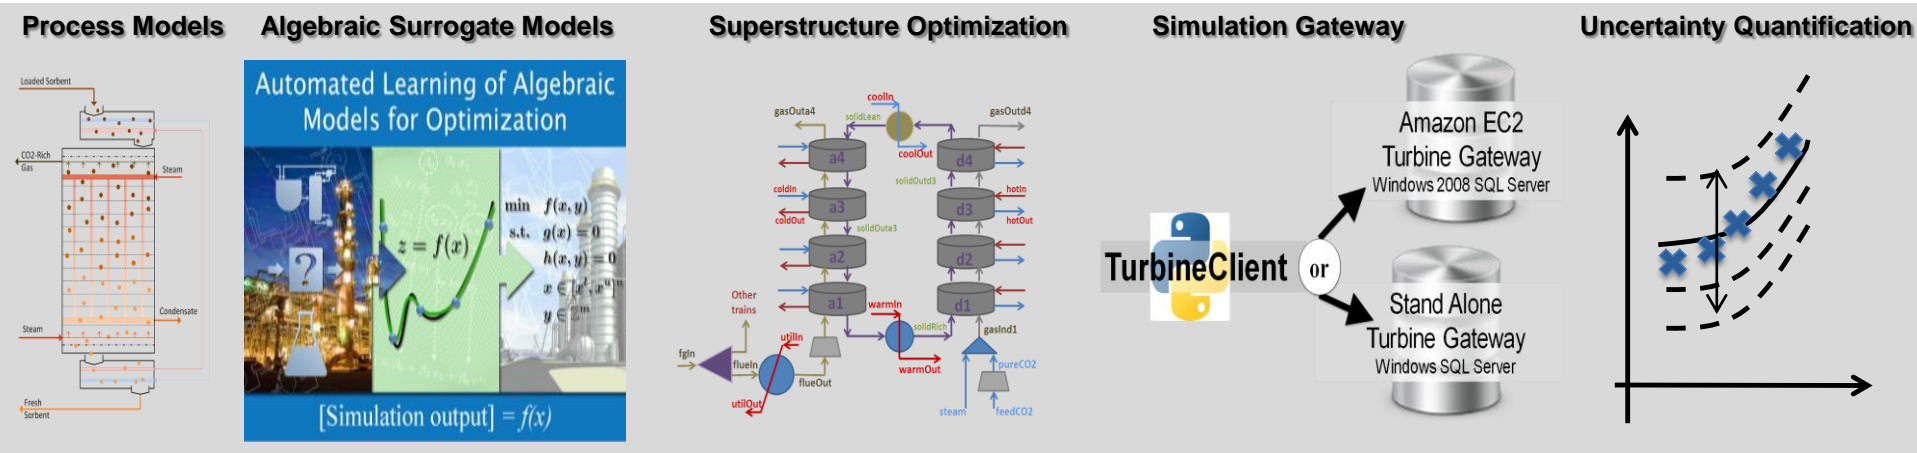 Process Models
Algebraic Surrogate Models
Superstructure Optimization
Simulation Gateway
Uncertainty Quantification
Loaded Sorbent
CO2-Rich
Gas
Steam
Condensate
Steam
Fresh
Sorbent
Automated Learning of Algebraic
Models for Optimization
?
z = f(x)
min f(x, y)
s.t. g(x) = 0
h(x, y) = 0
[Simulation output] = f(x)
coolIn
gasOuta4
solidLean
gasOutd4
coolOut
a4
d4
solidOutd3
coldIn
hotIn
a3
d3
coldOut
hotOut
solidOuta3
a2
d2
Other
trains
a1
warmIn
d1
solidRich
gasInd1
utilIn
fgIn
flueIn
flueOut
warmOut
pureCO2
utilOut
steam
feedCO2
TurbineClient
or
Amazon EC2
Turbine Gateway
Windows 2008 SQL Server
Stand Alone
Turbine Gateway
Windows SQL Server